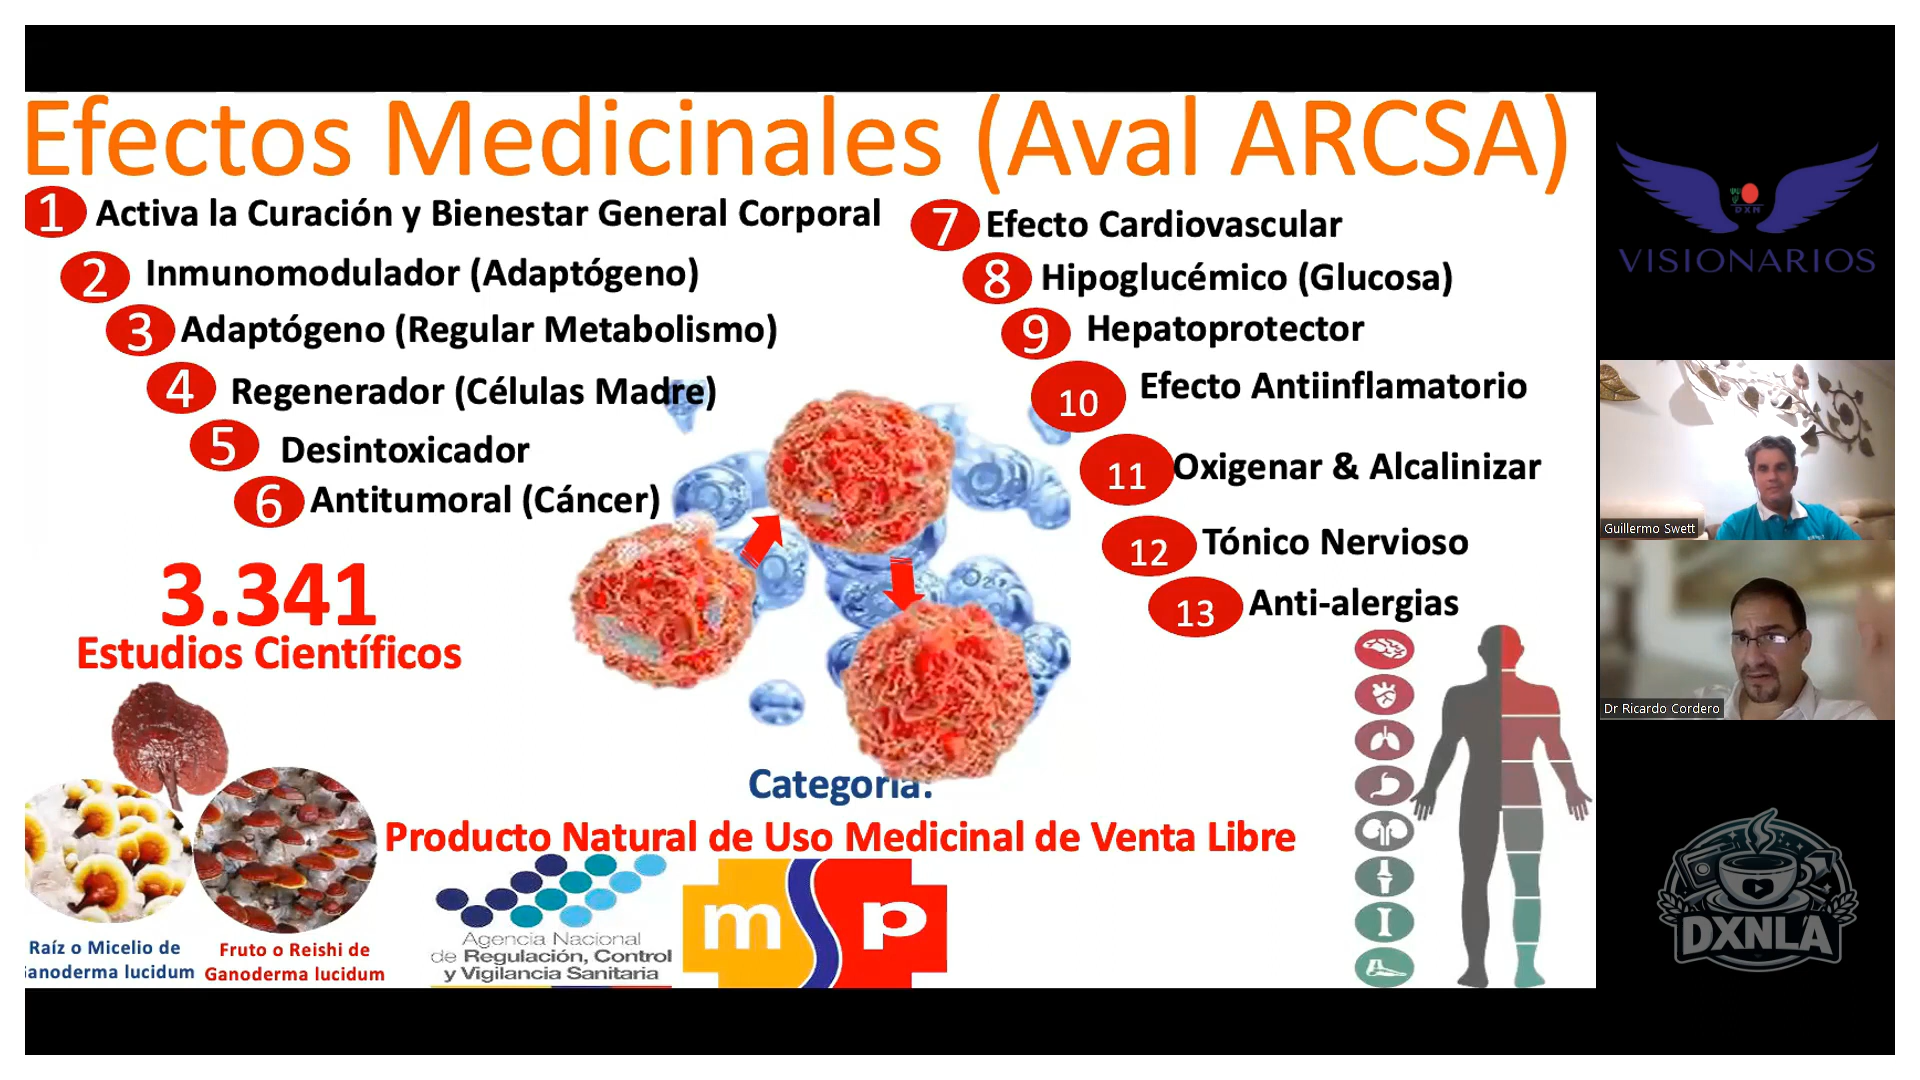 Efectos Medicinales (Aval ARCSA)
1 Activa la Curación y Bienestar General Corporal
2 Inmunomodulador (Adaptógeno)
3 Adaptógeno (Regular Metabolismo)
4 Regenerador (Células Madre)
5 Desintoxicador
6 Antitumoral (Cáncer)
7 Efecto Cardiovascular
8 Hipoglucémico (Glucosa)
9 Hepatoprotector
10 Efecto Antiinflamatorio
11 Oxigenar & Alcalinizar
12 Tónico Nervioso
13 Anti-alergias
3.341
Estudios Científicos
O2
Categoría:
Producto Natural de Uso Medicinal de Venta Libre
Raíz o Micelio de
Ganoderma lucidum
Fruto o Reishi de
Ganoderma lucidum
Agencia Nacional
de Regulación, Control
y Vigilancia Sanitaria
msp
DXN
VISIONARIOS
Guillermo Swett
Dr Ricardo Cordero
DXNLA